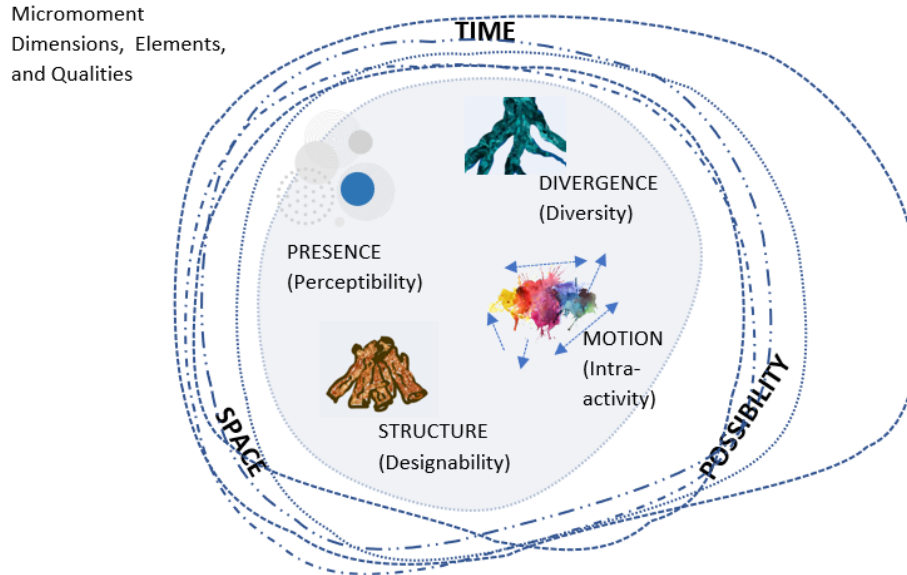 Micromoment
Dimensions, Elements,
and Qualities
TIME
DIVERGENCE
(Diversity)
PRESENCE
(Perceptibility)
MOTION
(Intra-
activity)
STRUCTURE
(Designability)
SPACE
POSSIBILITY